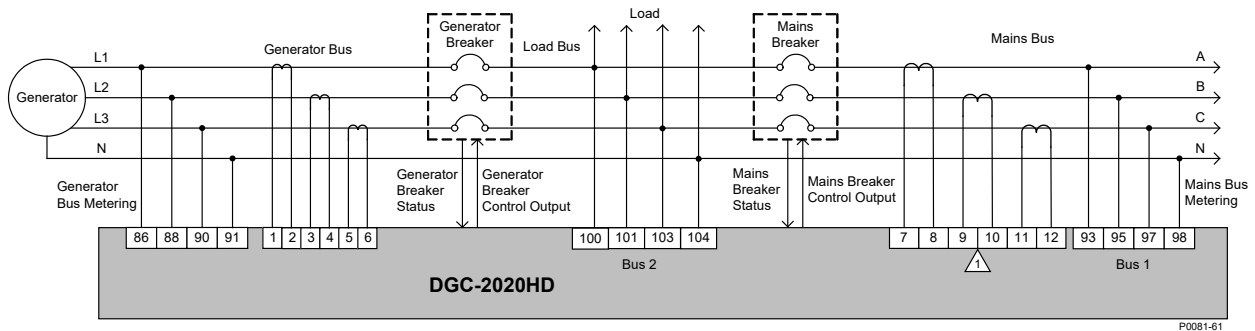 Load
Generator
Breaker
Mains
Breaker
Generator Bus
Load Bus
Mains Bus
L1
A
Generator
L2
B
L3
C
N
N
Generator
Bus Metering
Generator
Breaker
Status
Generator
Breaker
Control Output
Mains
Breaker
Status
Mains Breaker
Control Output
Mains Bus
Metering
86 88 90 91 1 2 3 4 5 6 100 101 103 104 7 8 9 10 11 12 93 95 97 98
Bus 2
1
Bus 1
DGC-2020HD
P0081-61